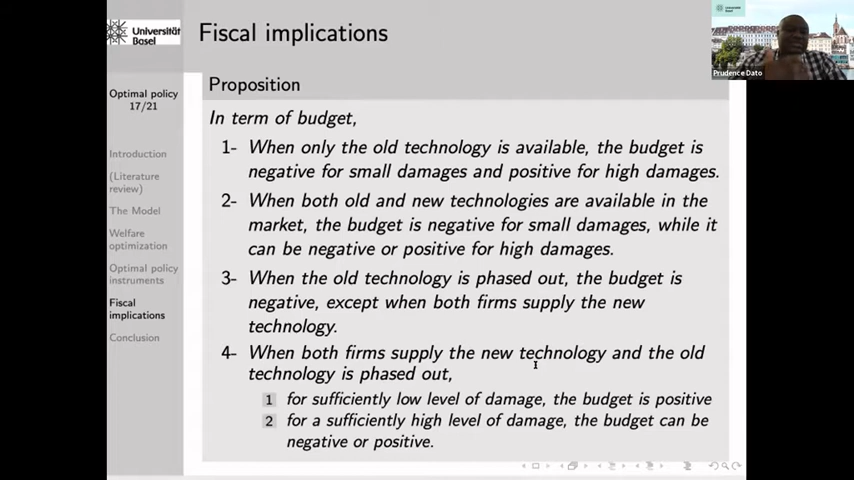 Universität
Basel
Fiscal implications
Universität
Basel
Prudence Dato
Optimal policy
17/21
Introduction
(Literature
review)
The Model
Welfare
optimization
Optimal policy
instruments
Fiscal
implications
Conclusion
Proposition
In term of budget,
1- When only the old technology is available, the budget is
negative for small damages and positive for high damages.
2- When both old and new technologies are available in the
market, the budget is negative for small damages, while it
can be negative or positive for high damages.
3- When the old technology is phased out, the budget is
negative, except when both firms supply the new
technology.
4- When both firms supply the new technology and the old
technology is phased out,
1 for sufficiently low level of damage, the budget is positive
2 for a sufficiently high level of damage, the budget can be
negative or positive.